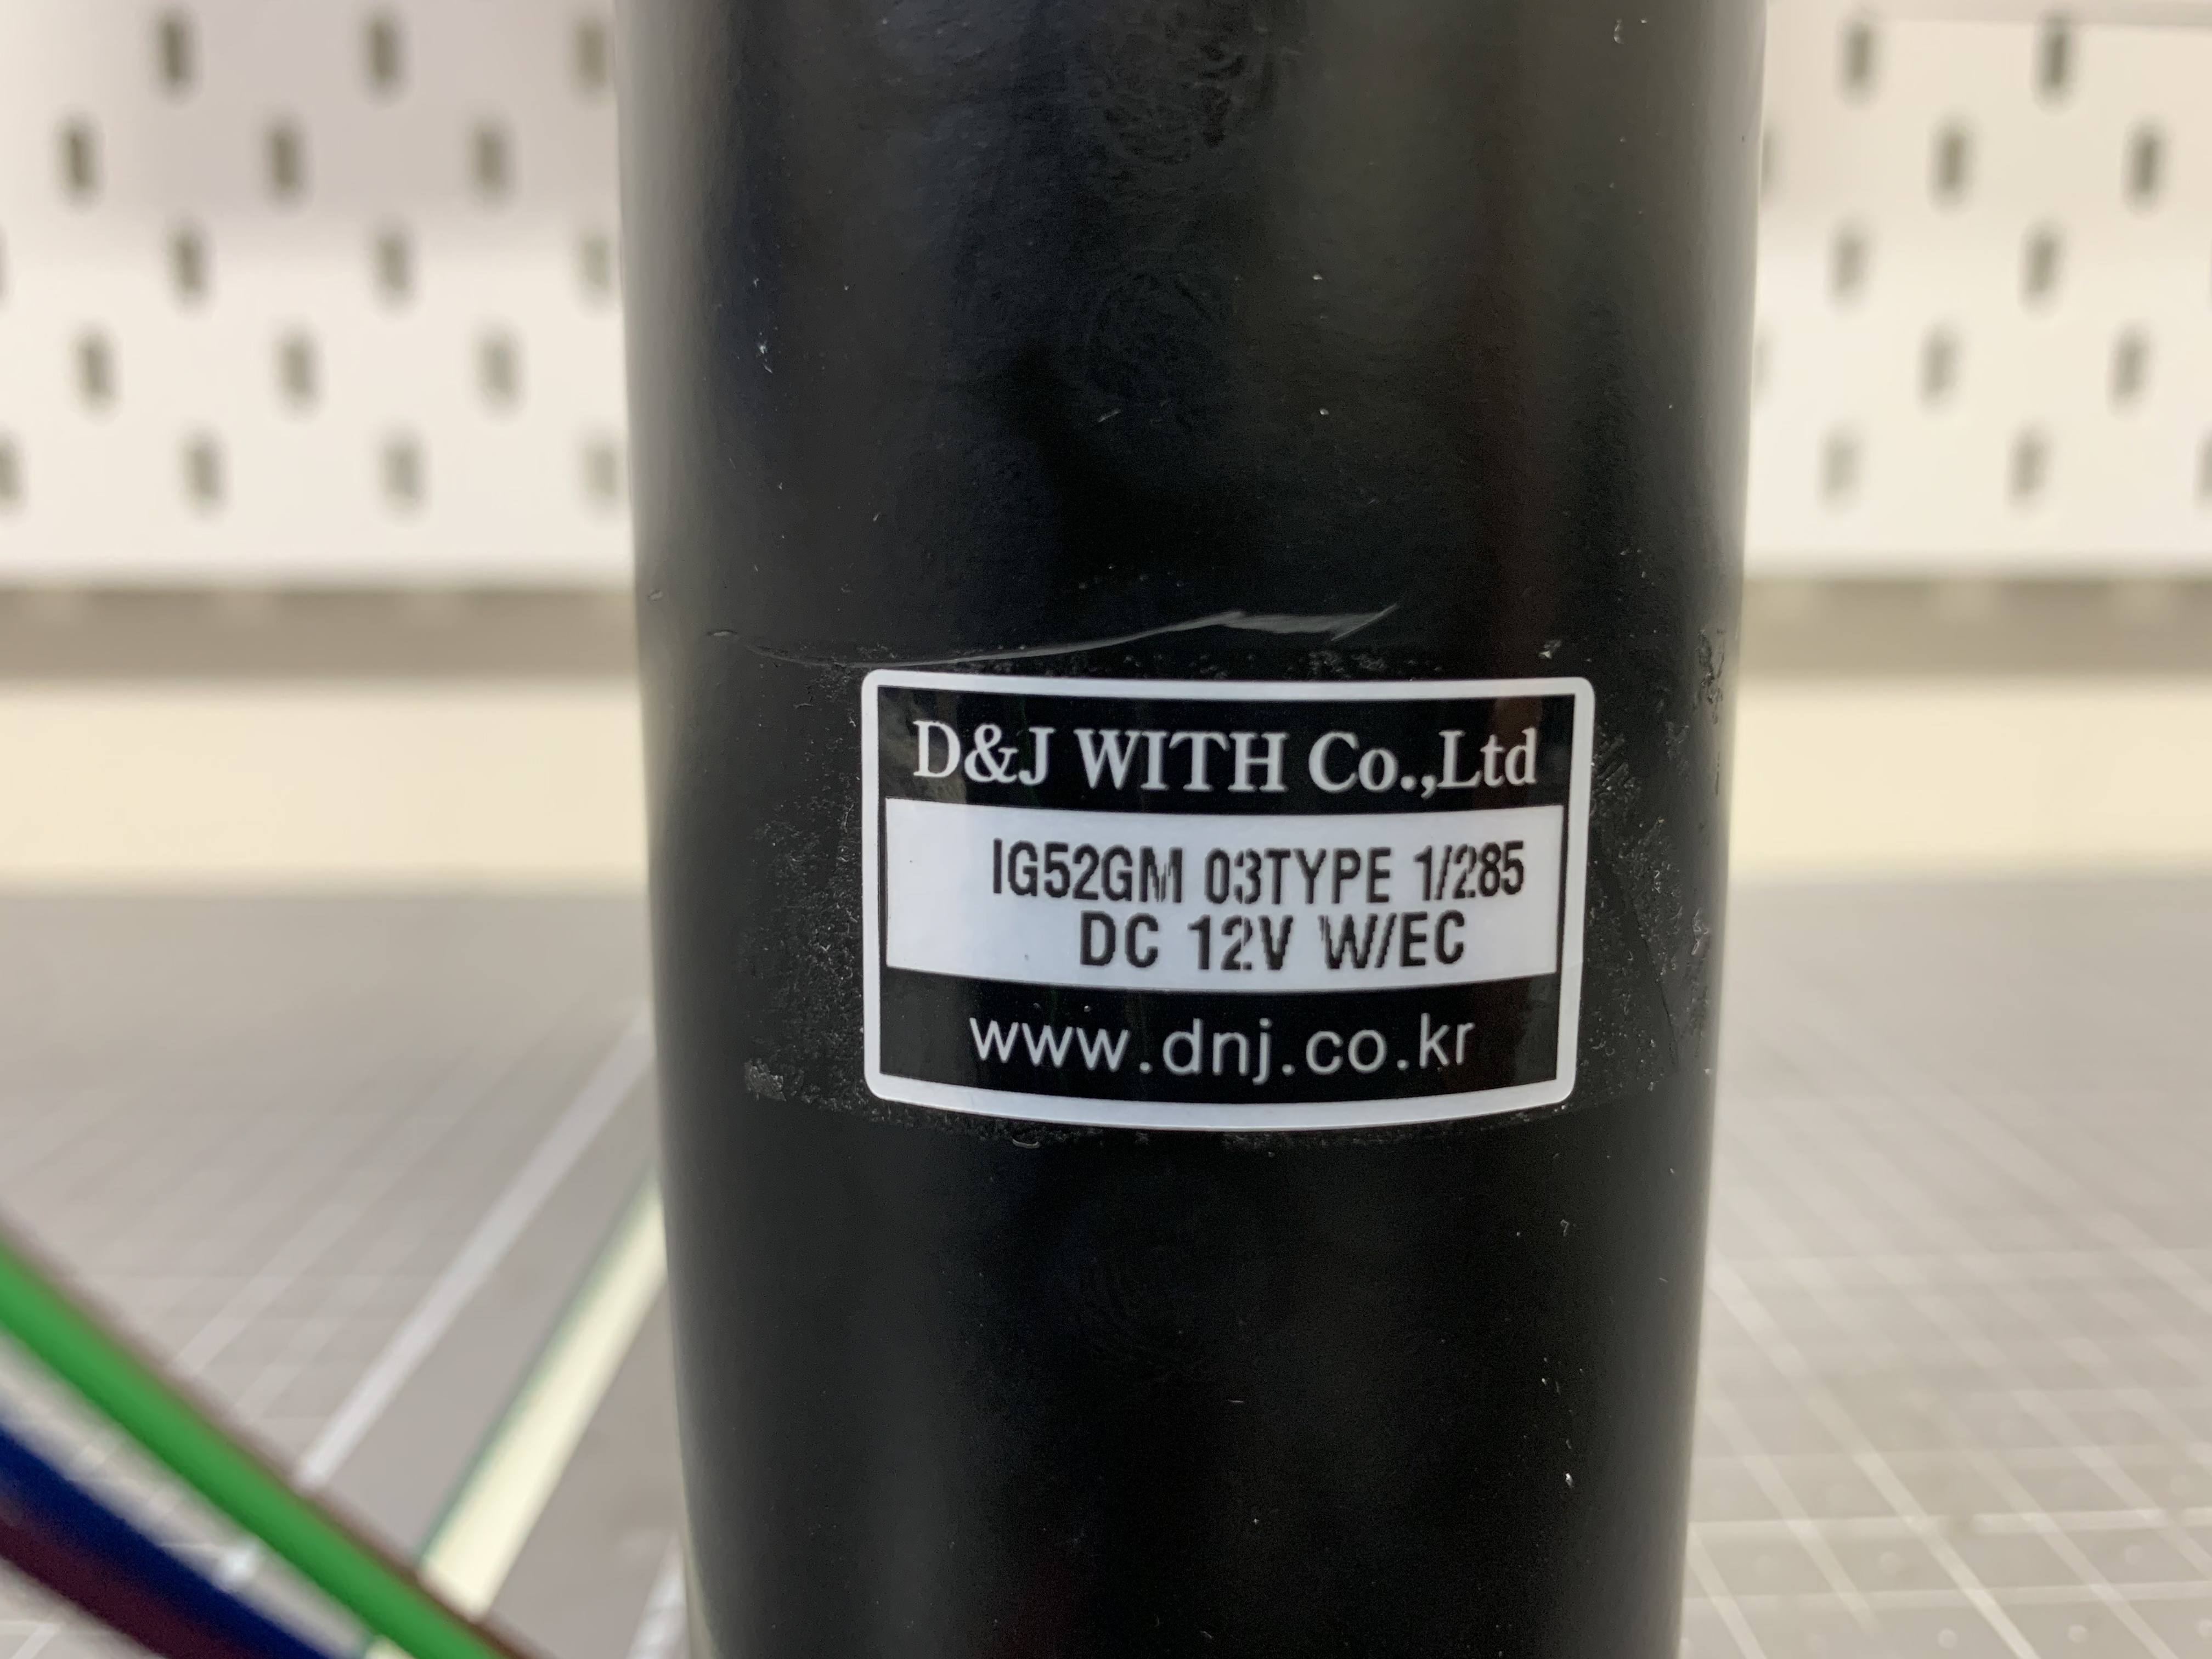 D&J WITH Co.,Ltd
IG52GM 03TYPE 1/285
DC 12V W/EC
www.dnj.co.kr